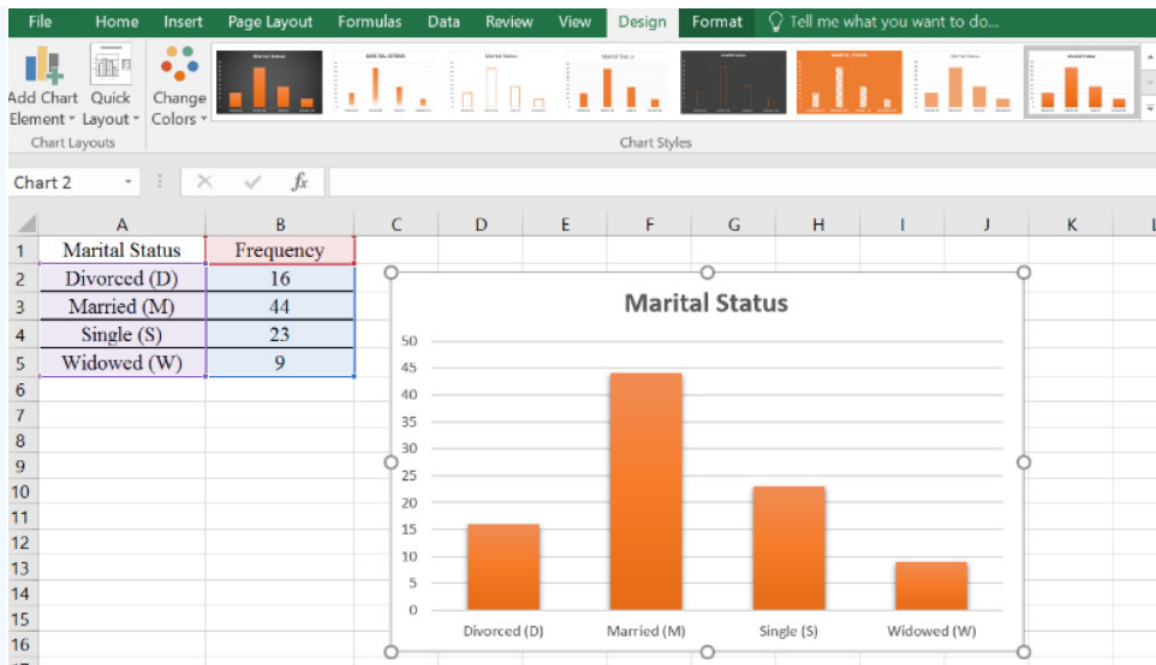 File Home Insert Page Layout Formulas Data Review View Design Format Tell me what you want to do...
Add Chart Element Quick Layout Change Colors
Chart Layouts Chart Styles
Chart 2 fx
A B C D E F G H I J K L
1 Marital Status Frequency
2 Divorced (D) 16
3 Married (M) 44
4 Single (S) 23
5 Widowed (W) 9
6
7
8
9
10
11
12
13
14
15
16
Marital Status
50
45
40
35
30
25
20
15
10
5
0
Divorced (D) Married (M) Single (S) Widowed (W)